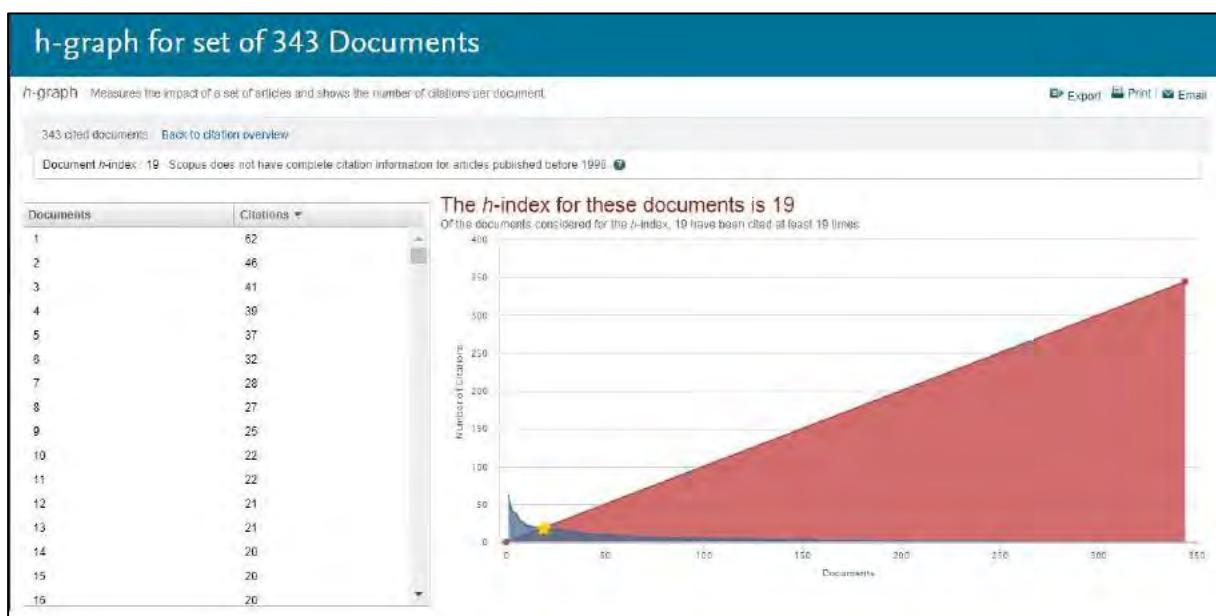 h-graph for set of 343 Documents
h-graph Measures the impact of a set of articles and shows the number of citations per document.
Export Print | Email
343 cited documents Back to citation overview
Document h-index : 19 Scopus does not have complete citation information for articles published before 1996.
Documents Citations
1 62
2 46
3 41
4 39
5 37
6 32
7 28
8 27
9 25
10 22
11 22
12 21
13 21
14 20
15 20
16 20
The h-index for these documents is 19
Of the documents considered for the h-index, 19 have been cited at least 19 times.
400
350
300
250
200
150
100
50
0
Number of Citations
0 50 100 150 200 250 300 350
Documents